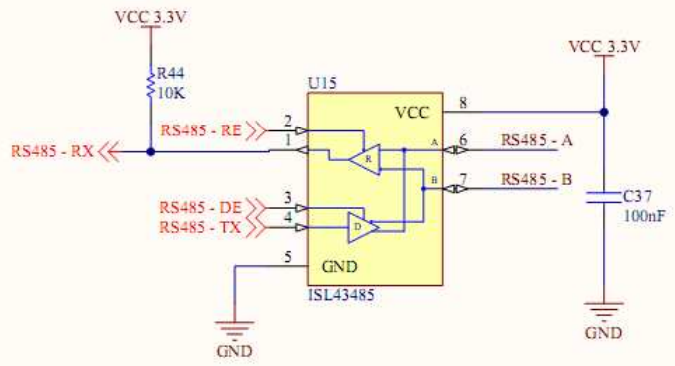 VCC 3.3V
VCC 3.3V
R44
10K
U15
VCC
8
RS485 - RE
2
RS485 - RX
1
R
A
6
RS485 - A
B
7
RS485 - B
RS485 - DE
3
RS485 - TX
4
D
C37
100nF
5
GND
ISL43485
GND
GND